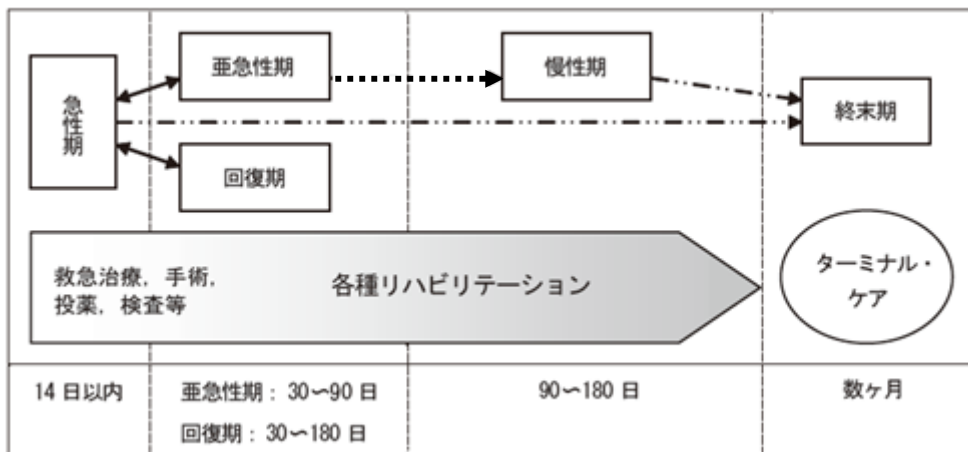 急性期
亜急性期
回復期
慢性期
終末期
救急治療，手術，
投薬，検査等
各種リハビリテーション
ターミナル・
ケア
14 日以内
亜急性期：30〜90 日
回復期：30〜180 日
90〜180 日
数ヶ月